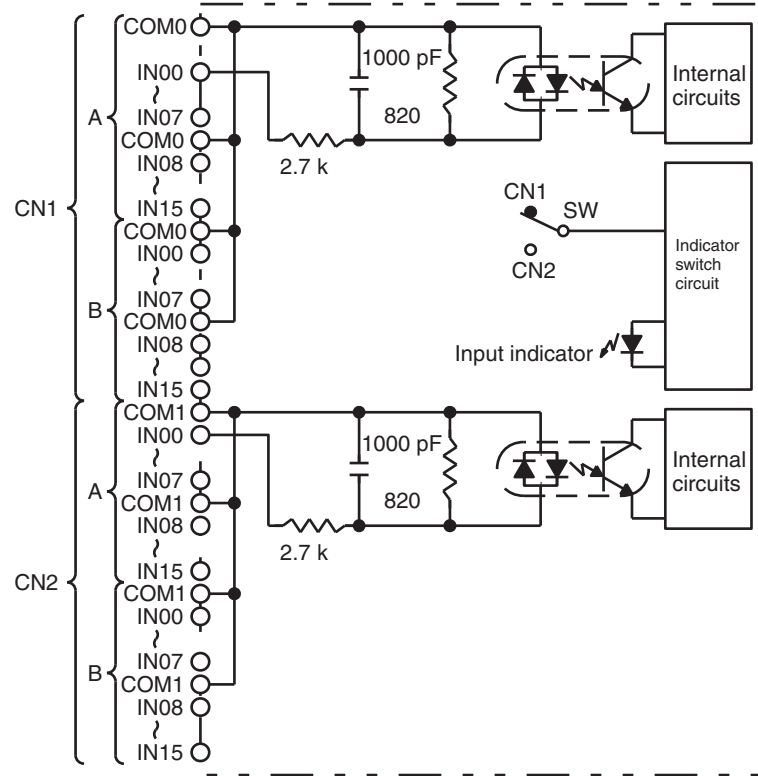 CN1
A
COM0
IN00
~
IN07
COM0
IN08
~
IN15
B
COM0
IN00
~
IN07
COM0
IN08
~
IN15
CN2
A
COM1
IN00
~
IN07
COM1
IN08
~
IN15
B
COM1
IN00
~
IN07
COM1
IN08
~
IN15
1000 pF
820
2.7 k
Internal
circuits
CN1
SW
CN2
Indicator
switch
circuit
Input indicator
1000 pF
820
2.7 k
Internal
circuits